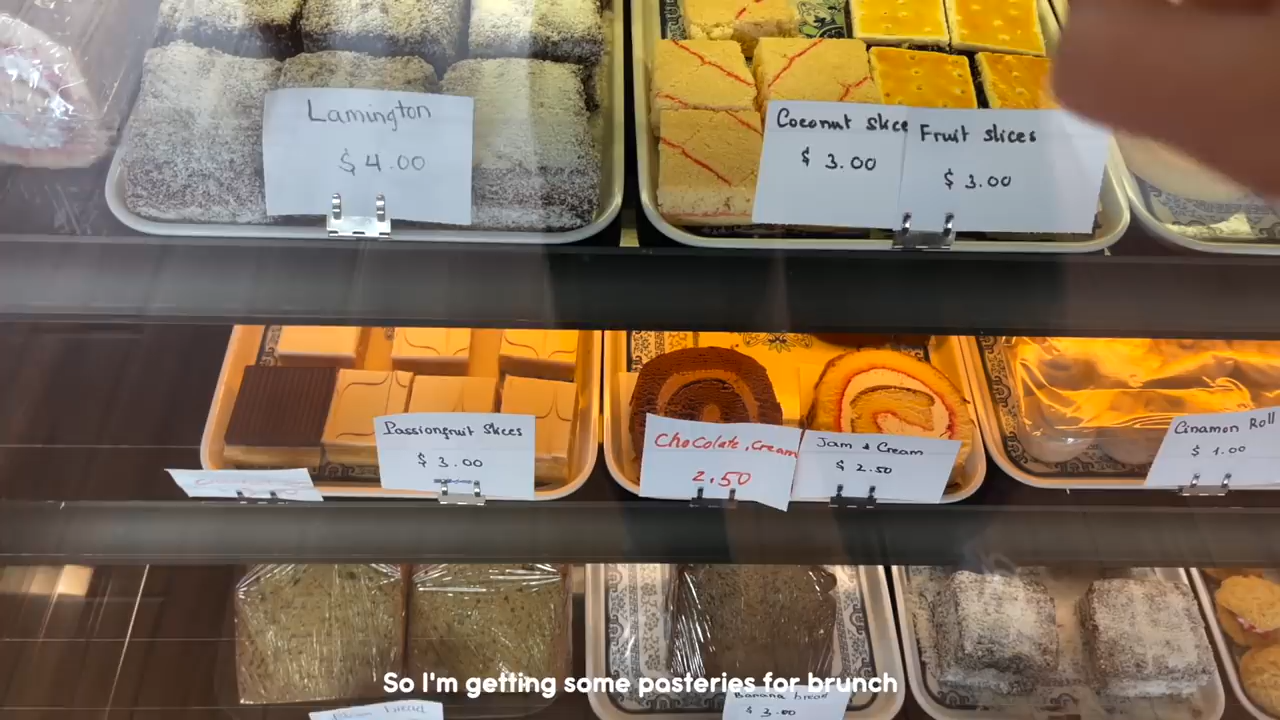 Lamington
$ 4.00
Coconut slice
$ 3.00
Fruit slices
$ 3.00
Passionfruit Slices
$ 3.00
Chocolate, Cream
2.50
Jam & Cream
$ 2.50
Cinamon Roll
$ 1.00
So I'm getting some pasteries for brunch
Banana bread
$ 3.00
bread